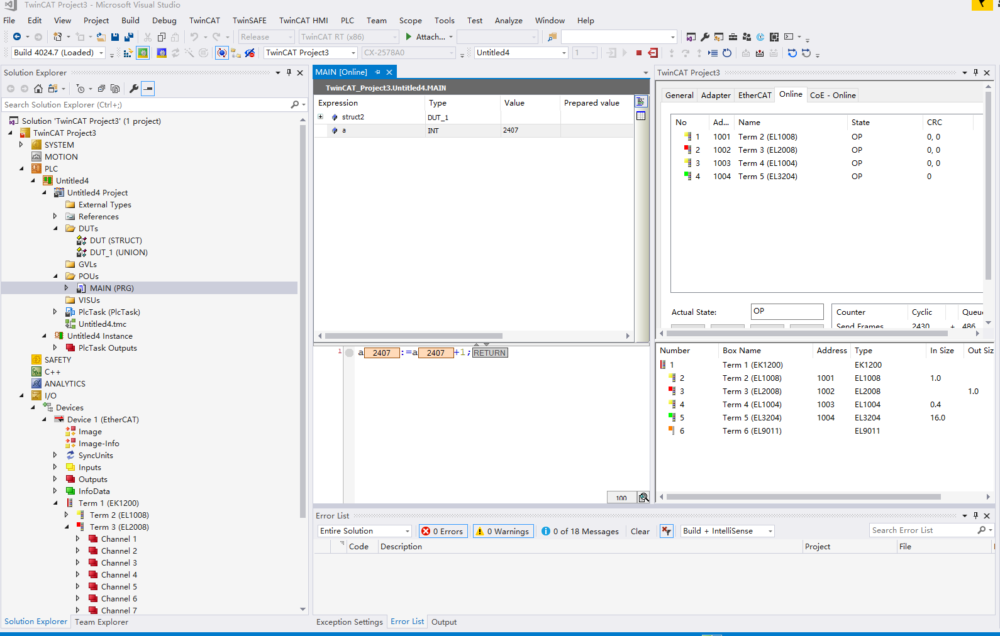 TwinCAT Project3 - Microsoft Visual Studio
File Edit View Project Build Debug TwinCAT TwinSAFE TwinCAT HMI PLC Team Scope Tools Test Analyze Window Help
Release TwinCAT RT (x86) Attach...
Build 4024.7 (Loaded) TwinCAT Project3 CX-2578A0 Untitled4 1
Solution Explorer
Search Solution Explorer (Ctrl+;)
Solution 'TwinCAT Project3' (1 project)
TwinCAT Project3
SYSTEM
MOTION
PLC
Untitled4
Untitled4 Project
External Types
References
DUTs
DUT (STRUCT)
DUT_1 (UNION)
GVLs
POUs
MAIN (PRG)
VISUs
PlcTask (PlcTask)
Untitled4.tmc
Untitled4 Instance
PlcTask Outputs
SAFETY
C++
ANALYTICS
I/O
Devices
Device 1 (EtherCAT)
Image
Image-Info
SyncUnits
Inputs
Outputs
InfoData
Term 1 (EK1200)
Term 2 (EL1008)
Term 3 (EL2008)
Channel 1
Channel 2
Channel 3
Channel 4
Channel 5
Channel 6
Channel 7
Solution Explorer Team Explorer
MAIN [Online]
TwinCAT_Project3.Untitled4.MAIN
Expression Type Value Prepared value
struct2 DUT_1
a INT 2407
1 a 2407 :=a 2407 +1; RETURN
100
TwinCAT Project3
General Adapter EtherCAT Online CoE - Online
No Ad... Name State CRC
1 1001 Term 2 (EL1008) OP 0, 0
2 1002 Term 3 (EL2008) OP 0, 0
3 1003 Term 4 (EL1004) OP 0, 0
4 1004 Term 5 (EL3204) OP 0
Actual State: OP Counter Cyclic Queue
Send Frames 2430 + 486
Number Box Name Address Type In Size Out Siz
1 Term 1 (EK1200) EK1200
2 Term 2 (EL1008) 1001 EL1008 1.0
3 Term 3 (EL2008) 1002 EL2008 1.0
4 Term 4 (EL1004) 1003 EL1004 0.4
5 Term 5 (EL3204) 1004 EL3204 16.0
6 Term 6 (EL9011) EL9011
Error List
Entire Solution 0 Errors 0 Warnings 0 of 18 Messages Clear Build + IntelliSense Search Error List
Code Description Project File
Exception Settings Error List Output